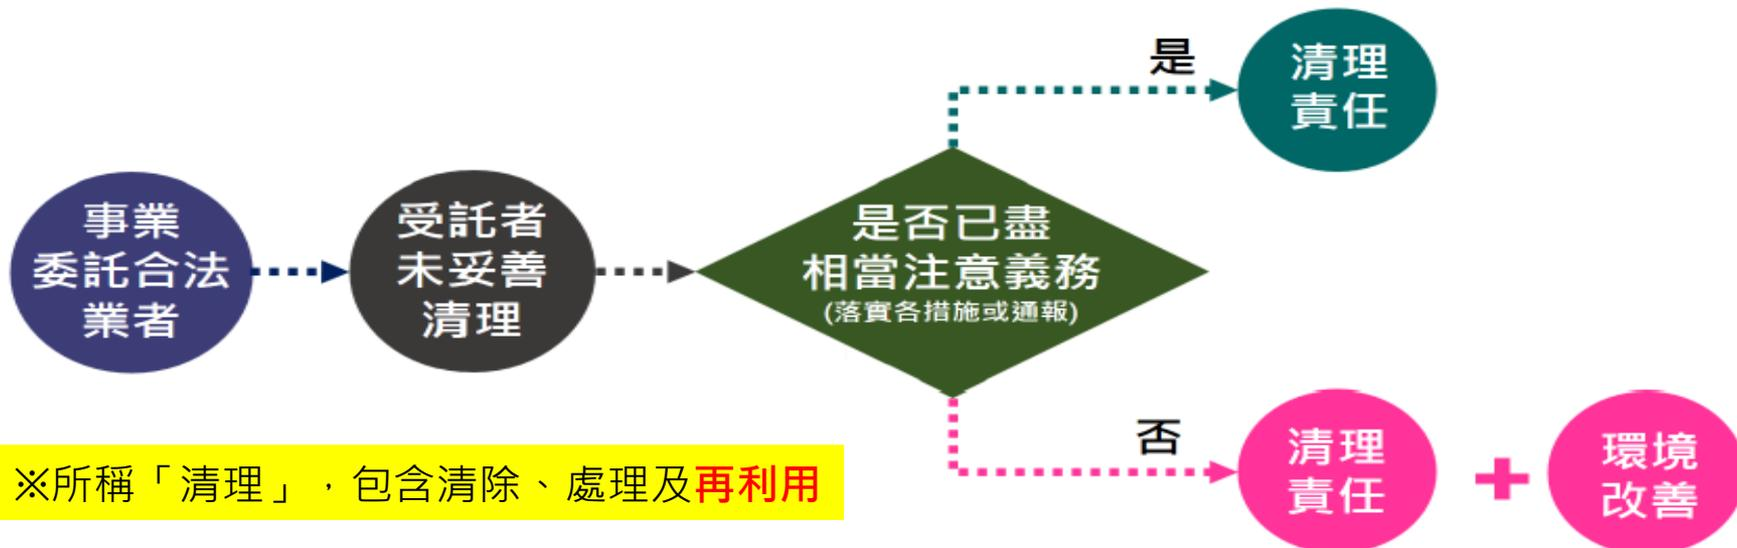 事業
委託合法
業者
受託者
未妥善
清理
是否已盡
相當注意義務
(落實各措施或通報)
是
清理
責任
否
清理
責任
+
環境
改善
※所稱「清理」，包含清除、處理及再利用